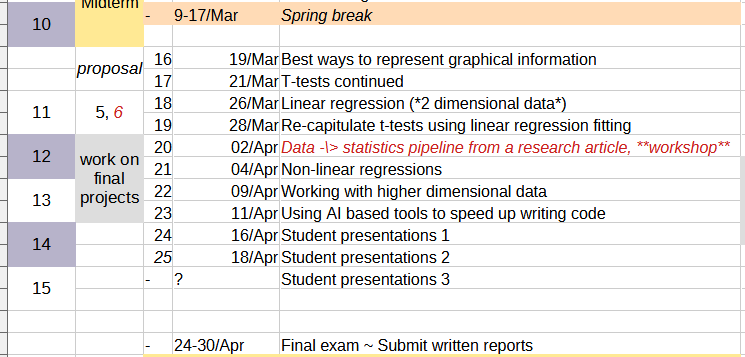 Midterm
10 - 9-17/Mar Spring break
proposal
16 19/Mar Best ways to represent graphical information
17 21/Mar T-tests continued
11 5, 6 18 26/Mar Linear regression (*2 dimensional data*)
19 28/Mar Re-capitulate t-tests using linear regression fitting
12 20 02/Apr Data -\> statistics pipeline from a research article, **workshop**
work on
final
projects
21 04/Apr Non-linear regressions
13 22 09/Apr Working with higher dimensional data
23 11/Apr Using AI based tools to speed up writing code
14 24 16/Apr Student presentations 1
25 18/Apr Student presentations 2
15 - ? Student presentations 3
- 24-30/Apr Final exam ~ Submit written reports